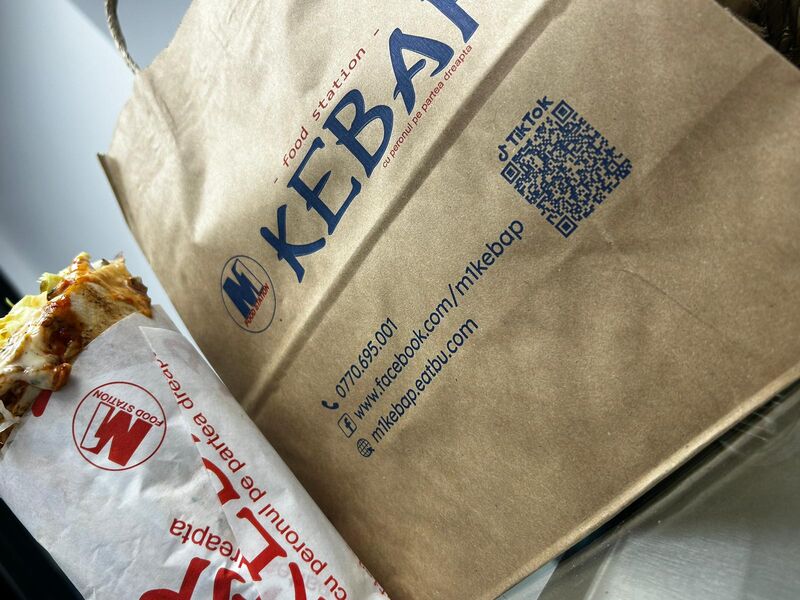 - food station -
KEBAP
cu peronul pe partea dreapta
M1
FOOD STATION
TikTok
0770.695.001
www.facebook.com/m1kebap
m1kebap.eatbu.com
M1
FOOD STATION
cu peronul pe partea dreapta